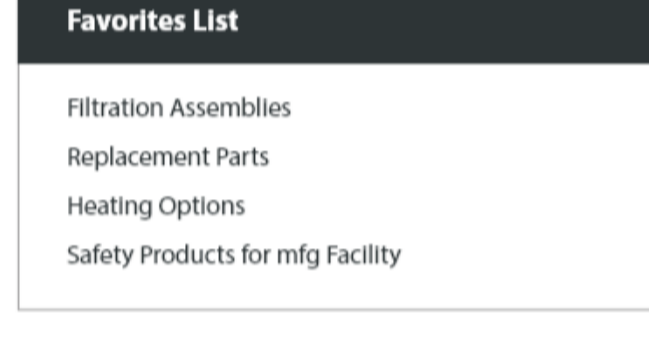 Favorites List
Filtration Assemblies
Replacement Parts
Heating Options
Safety Products for mfg Facility